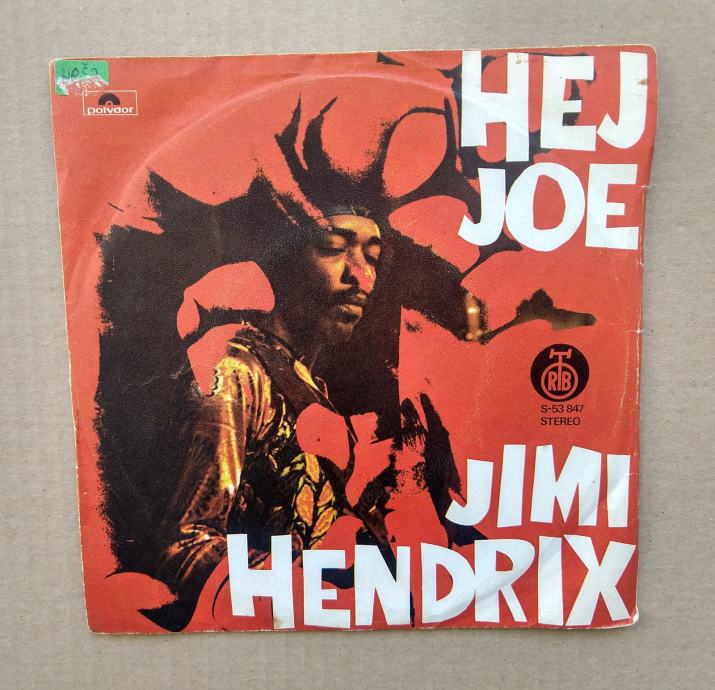 polydor
HEJ
JOE
RTB
S-53 847
STEREO
JIMI
HENDRIX